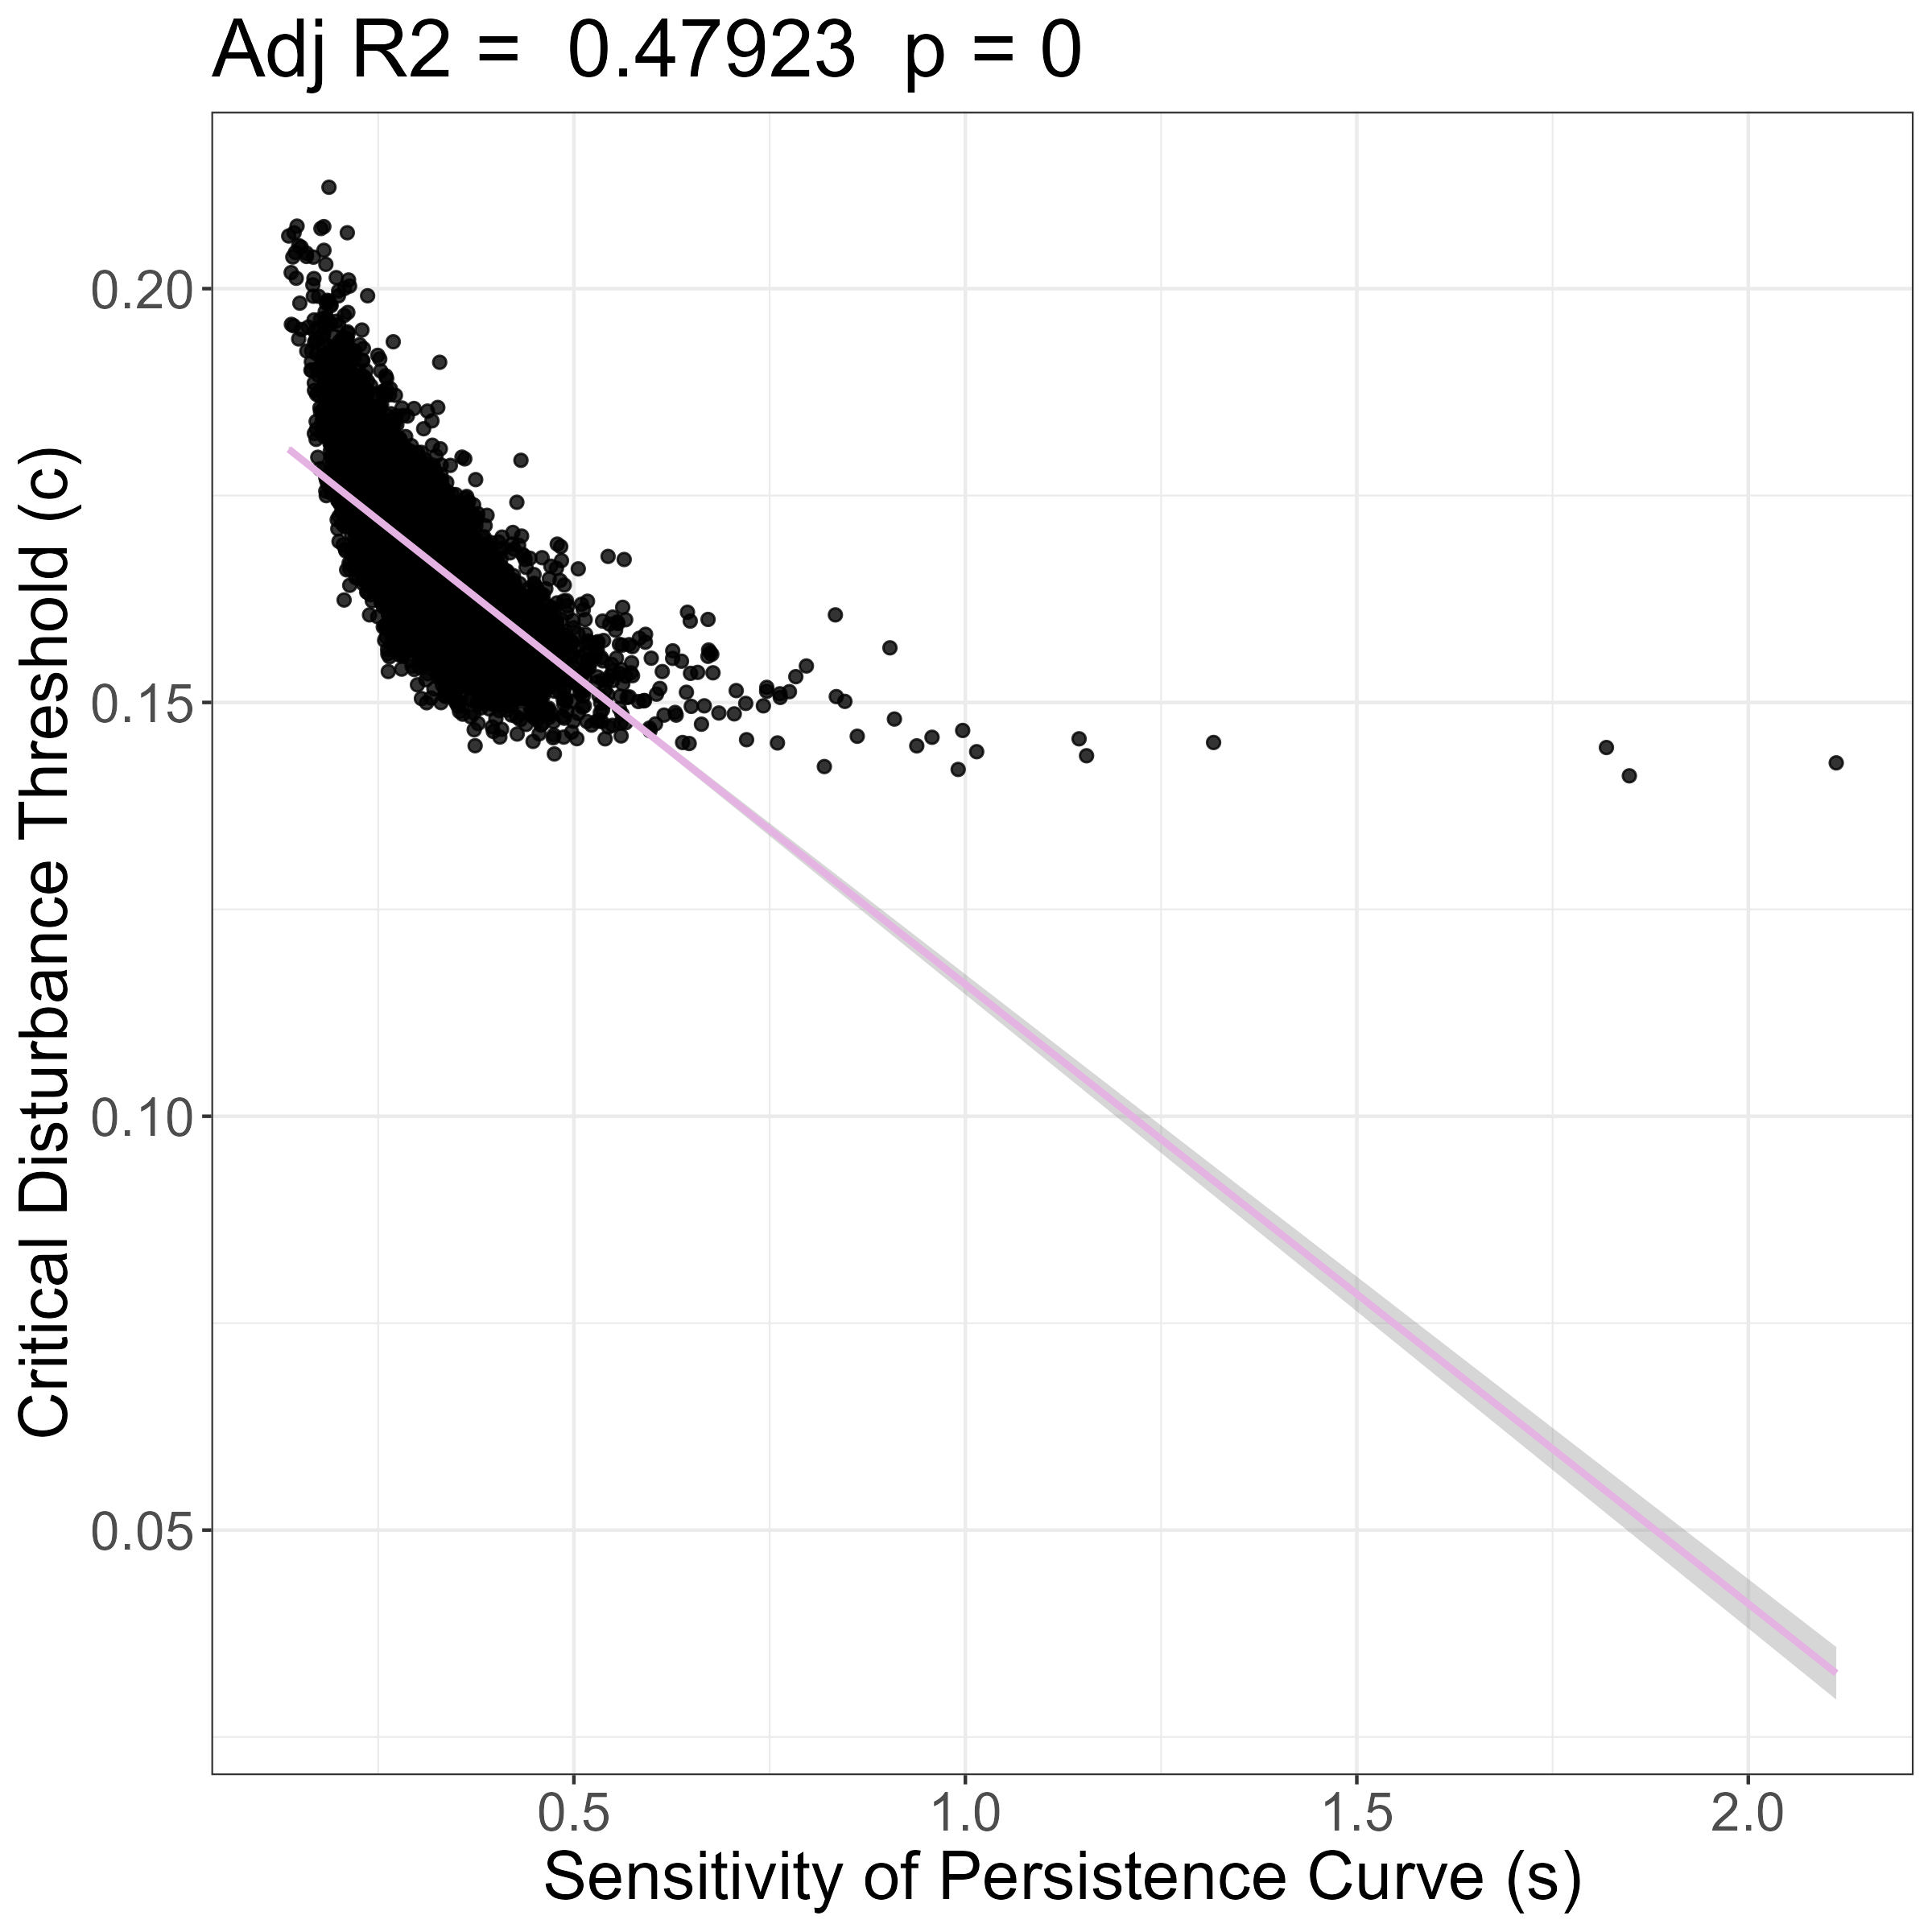 Adj R2 =  0.47923  p = 0
Critical Disturbance Threshold (c)
0.20
0.15
0.10
0.05
0.5 1.0 1.5 2.0
Sensitivity of Persistence Curve (s)